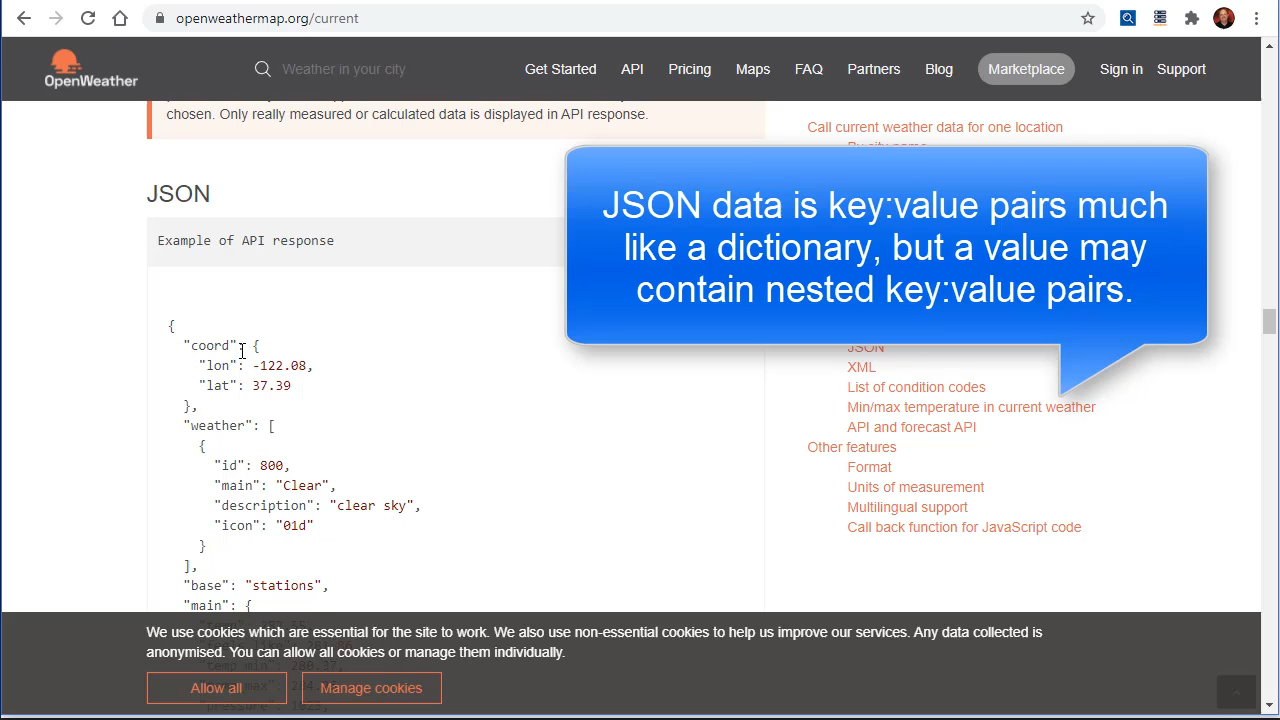 openweathermap.org/current
OpenWeather
Weather in your city
Get Started
API
Pricing
Maps
FAQ
Partners
Blog
Marketplace
Sign in
Support
chosen. Only really measured or calculated data is displayed in API response.
Call current weather data for one location
JSON
Example of API response
JSON data is key:value pairs much
like a dictionary, but a value may
contain nested key:value pairs.
{
"coord": {
"lon": -122.08,
"lat": 37.39
},
"weather": [
{
"id": 800,
"main": "Clear",
"description": "clear sky",
"icon": "01d"
}
],
"base": "stations",
"main": {
JSON
XML
List of condition codes
Min/max temperature in current weather
API and forecast API
Other features
Format
Units of measurement
Multilingual support
Call back function for JavaScript code
We use cookies which are essential for the site to work. We also use non-essential cookies to help us improve our services. Any data collected is
anonymised. You can allow all cookies or manage them individually.
Allow all
Manage cookies